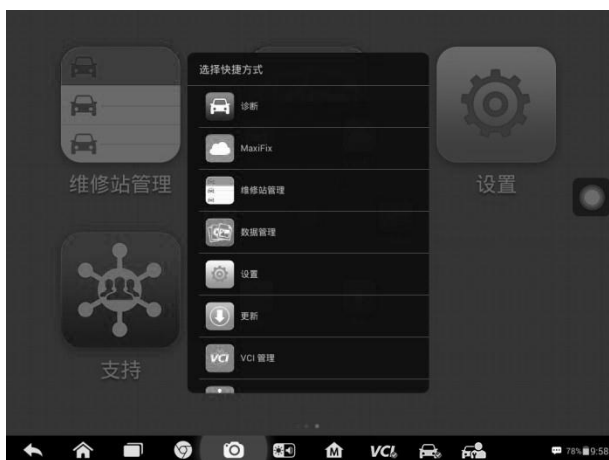 选择快捷方式
诊断
MaxiFix
维修站管理
数据管理
设置
更新
VCI 管理
维修站管理
设置
支持
VCI
M
78% 9:58